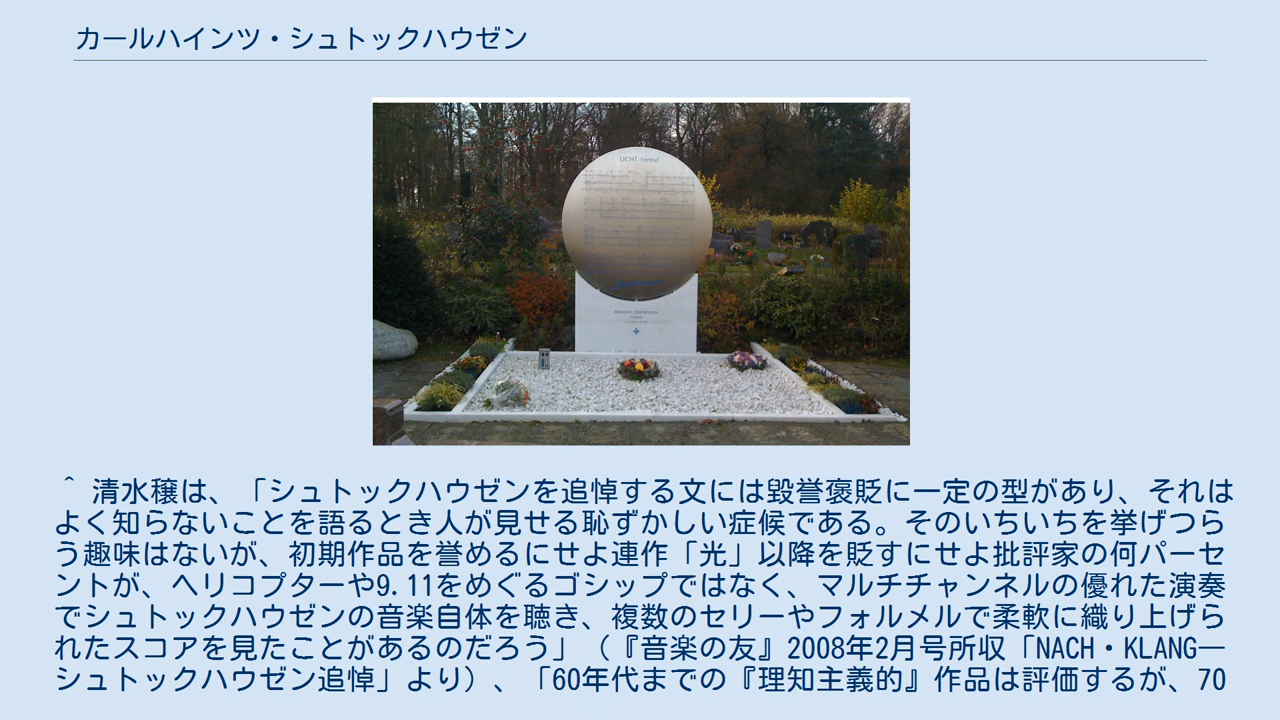 カールハインツ・シュトックハウゼン
LICHT-Formel
＾ 清水穣は、「シュトックハウゼンを追悼する文には毀誉褒貶に一定の型があり、それは
よく知らないことを語るとき人が見せる恥ずかしい症候である。そのいちいちを挙げつら
う趣味はないが、初期作品を誉めるにせよ連作「光」以降を貶すにせよ批評家の何パーセ
ントが、ヘリコプターや9.11をめぐるゴシップではなく、マルチチャンネルの優れた演奏
でシュトックハウゼンの音楽自体を聴き、複数のセリーやフォルメルで柔軟に織り上げら
れたスコアを見たことがあるのだろう」（『音楽の友』2008年2月号所収「NACH・KLANG―
シュトックハウゼン追悼」より）、「60年代までの『理知主義的』作品は評価するが、70